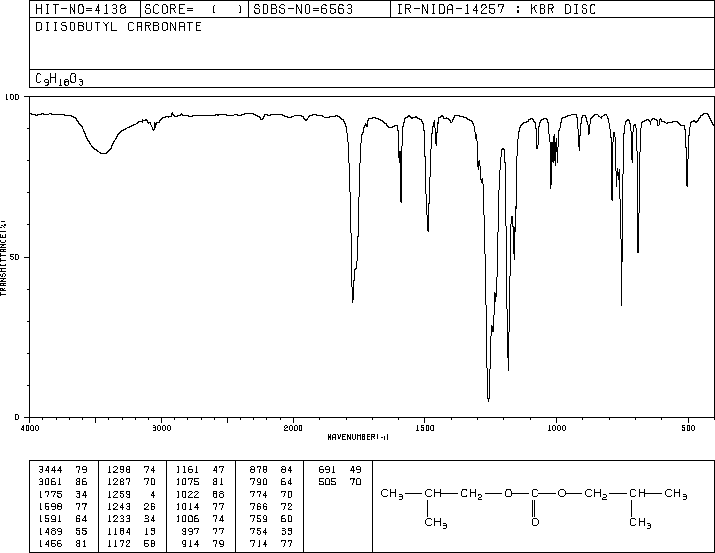 HIT-NO=4138 SCORE= ( ) SDBS-NO=6563 IR-NIDA-14257 : KBR DISC
DIISOBUTYL CARBONATE
C9H18O3
100
50
0
TRANSMITTANCE(%)
4000 3000 2000 1500 1000 500
WAVENUMBER(-1)
3444 79 1298 74 1161 47 878 84 691 49
3061 86 1287 70 1075 81 790 64 505 70
1775 34 1259 4 1022 68 774 70
1598 77 1243 26 1014 77 766 72
1591 64 1233 34 1006 74 759 60
1489 55 1184 13 997 77 754 39
1456 81 1172 58 914 79 714 77
CH3 CH CH2 O C O CH2 CH CH3
CH3 O CH3